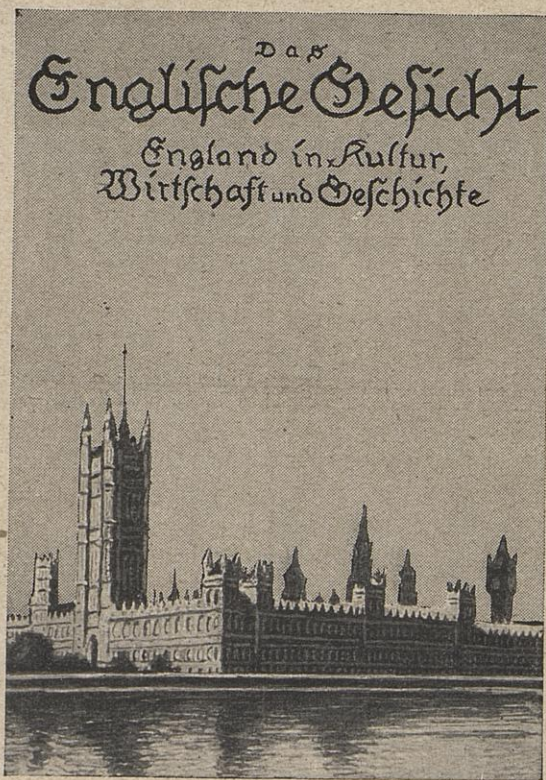 Das
Englische Gesicht
England in Kultur,
Wirtschaft und Geschichte